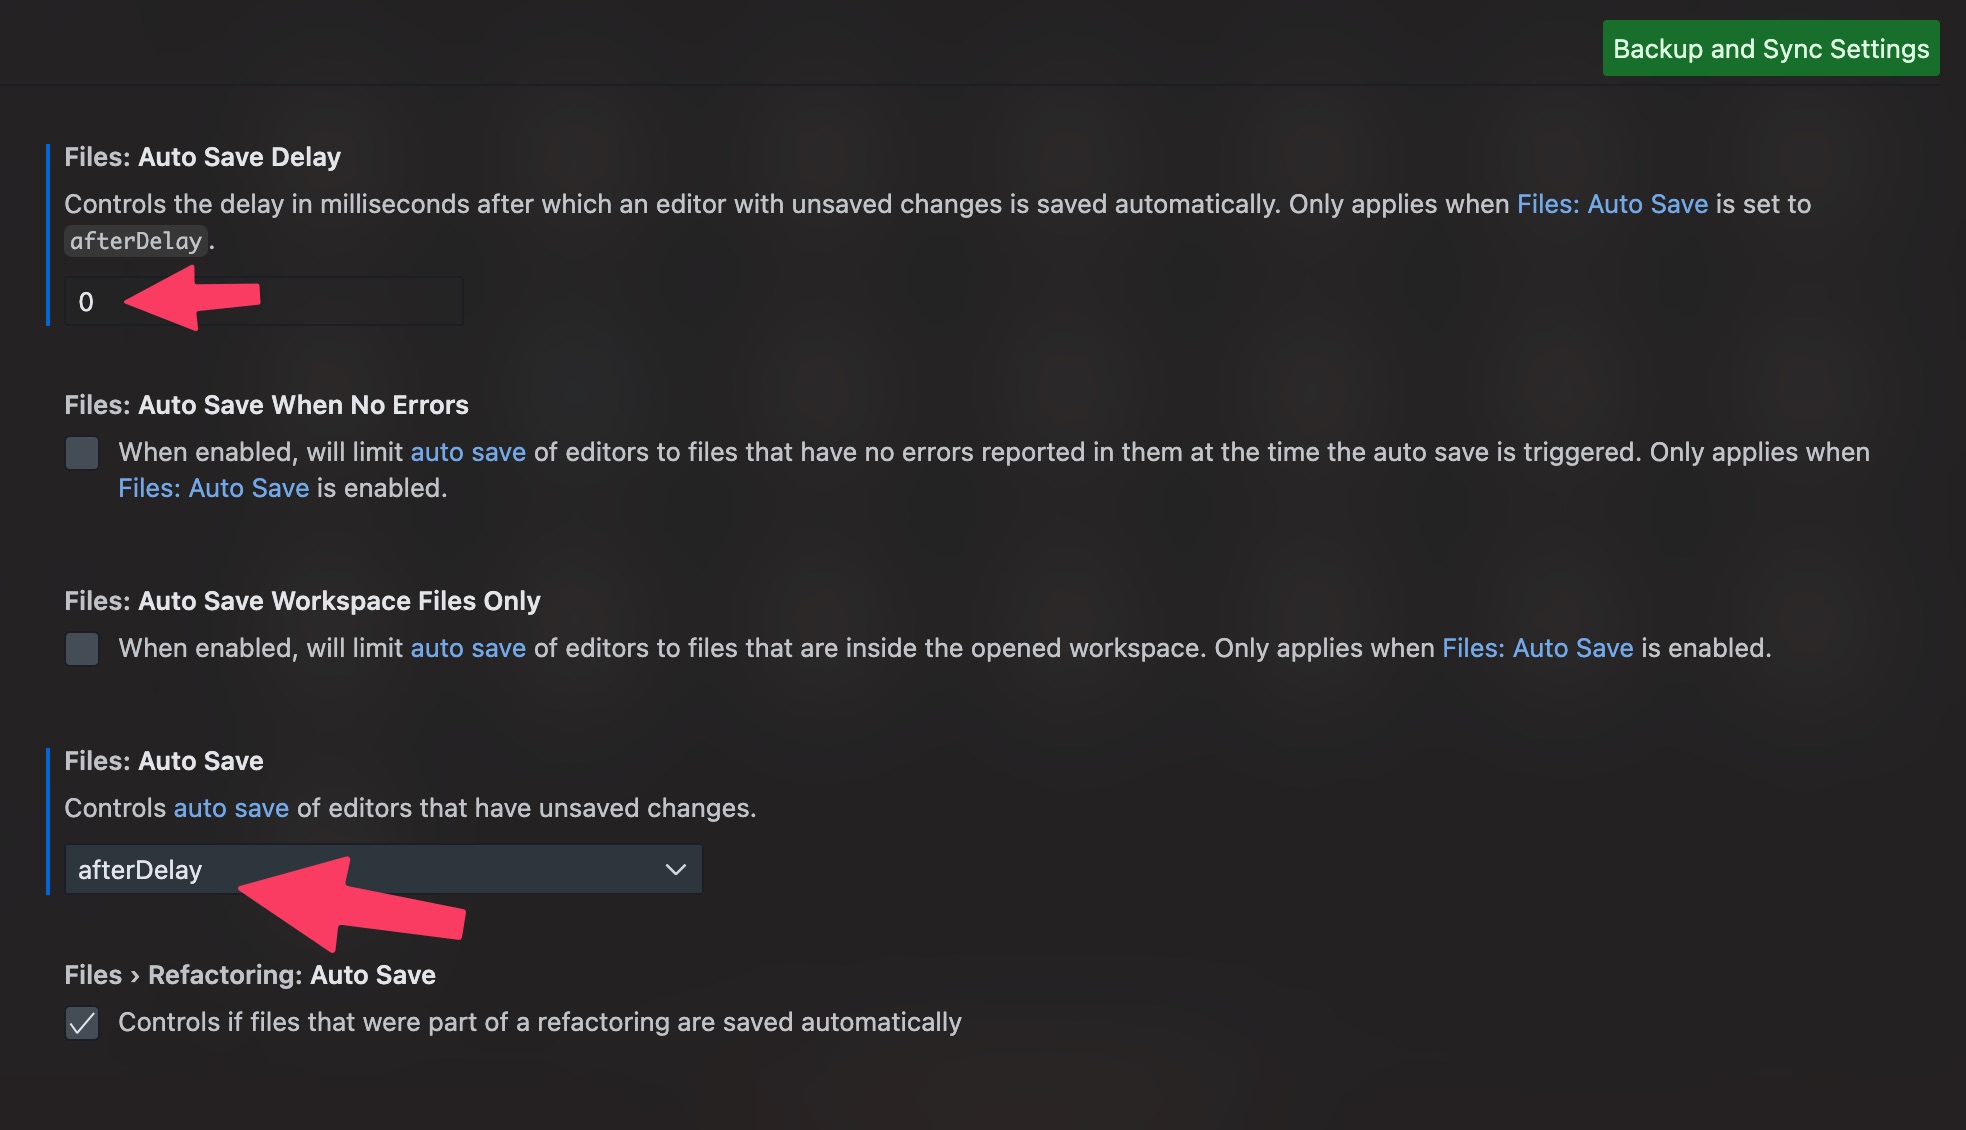 Backup and Sync Settings
Files: Auto Save Delay
Controls the delay in milliseconds after which an editor with unsaved changes is saved automatically. Only applies when Files: Auto Save is set to
afterDelay.
0
Files: Auto Save When No Errors
When enabled, will limit auto save of editors to files that have no errors reported in them at the time the auto save is triggered. Only applies when
Files: Auto Save is enabled.
Files: Auto Save Workspace Files Only
When enabled, will limit auto save of editors to files that are inside the opened workspace. Only applies when Files: Auto Save is enabled.
Files: Auto Save
Controls auto save of editors that have unsaved changes.
afterDelay
Files › Refactoring: Auto Save
Controls if files that were part of a refactoring are saved automatically